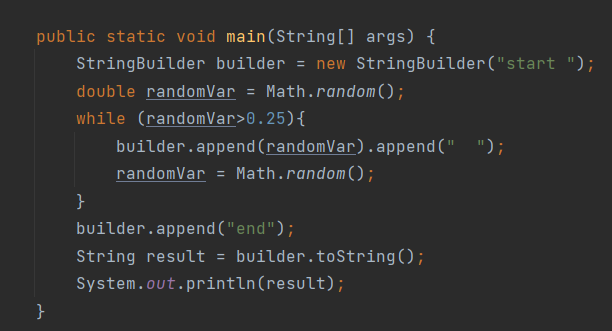 public static void main(String[] args) {
    StringBuilder builder = new StringBuilder("start ");
    double randomVar = Math.random();
    while (randomVar>0.25){
        builder.append(randomVar).append("  ");
        randomVar = Math.random();
    }
    builder.append("end");
    String result = builder.toString();
    System.out.println(result);
}